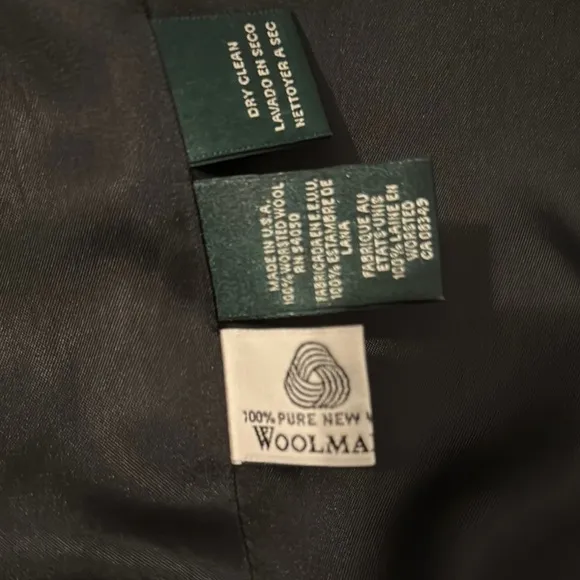 DRY CLEAN
LAVADO EN SECO
NETTOYER A SEC
MADE IN U.S.A.
100% WORSTED WOOL
RN 54050
FABRICADA EN E.E.U.U.
100% ESTAMBRE DE
LANA
FABRIQUE AU
ETATS-UNIS
100% LAINE EN
WORSTED
CA 08349
100% PURE NEW W
WOOLMA